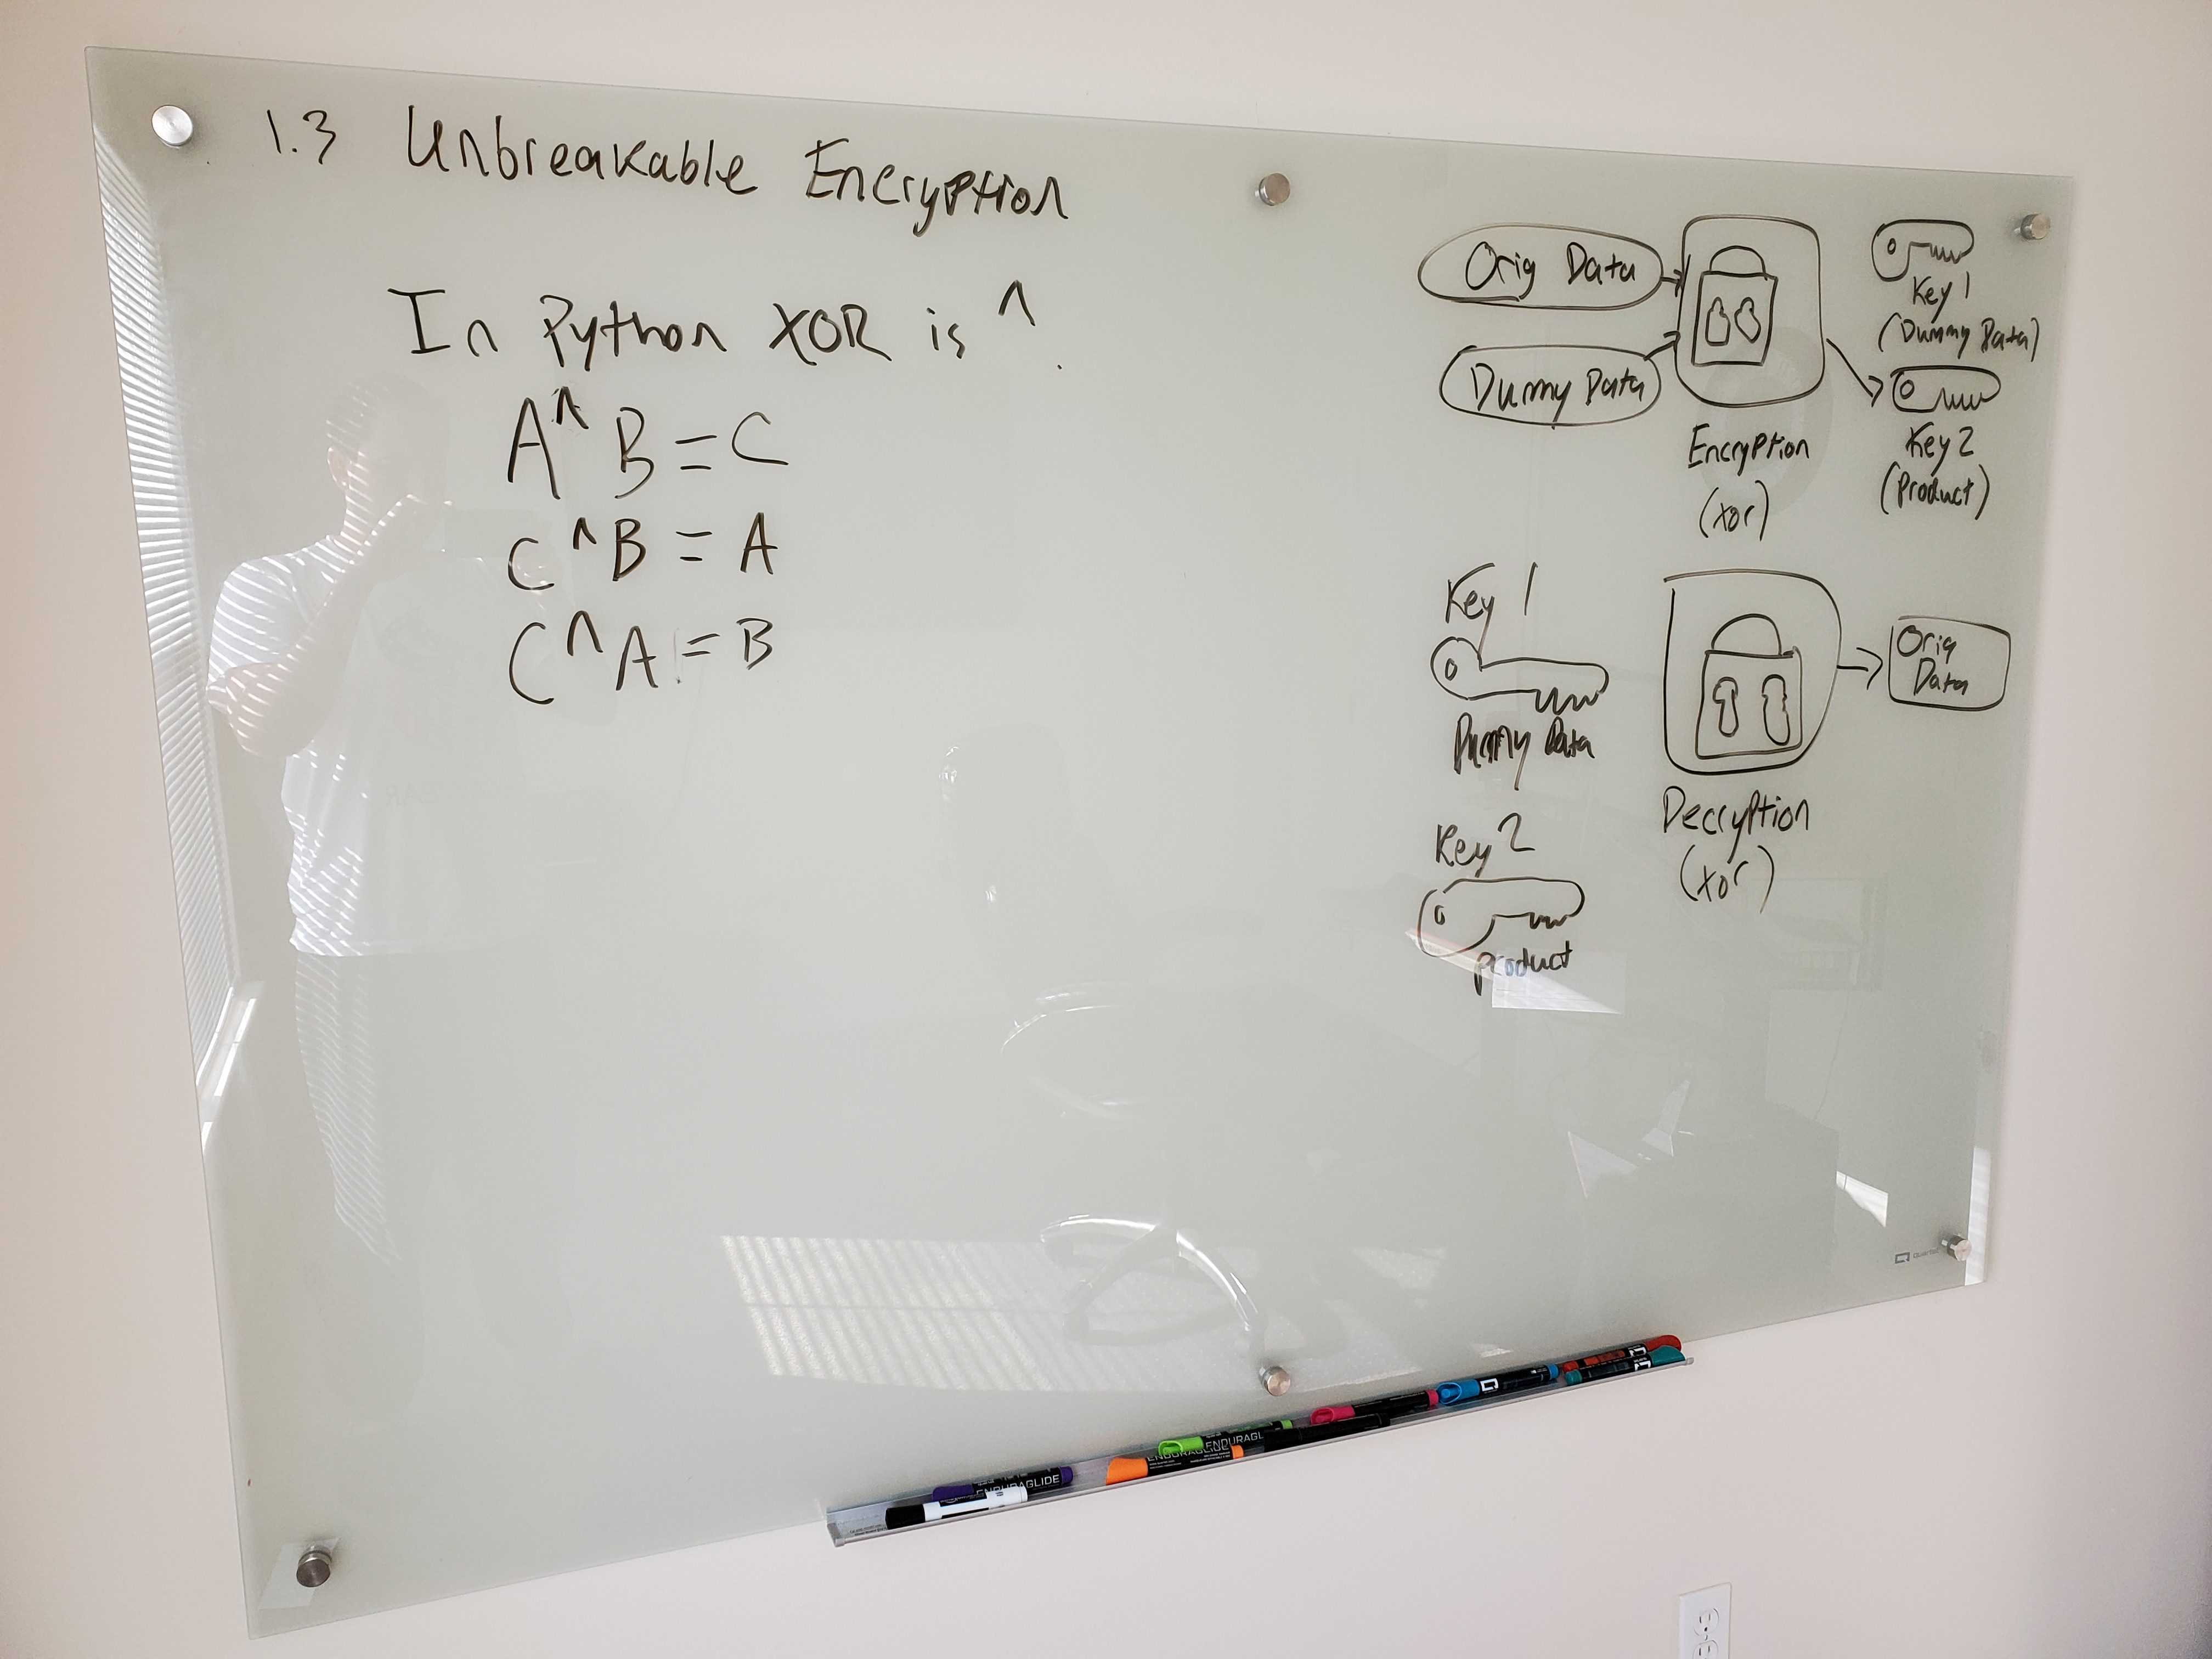 1.3 Unbreakable Encryption
In Python XOR is ^.
A ^ B = C
C ^ B = A
C ^ A = B
Orig Data
Dummy Data
Encryption
(xor)
Key 1
(Dummy Data)
Key 2
(Product)
Key 1
Dummy Data
Key 2
product
Decryption
(xor)
Orig
Data
Quartet
ENDURAGLIDE
ENDURAGLIDE
ENDURAGL